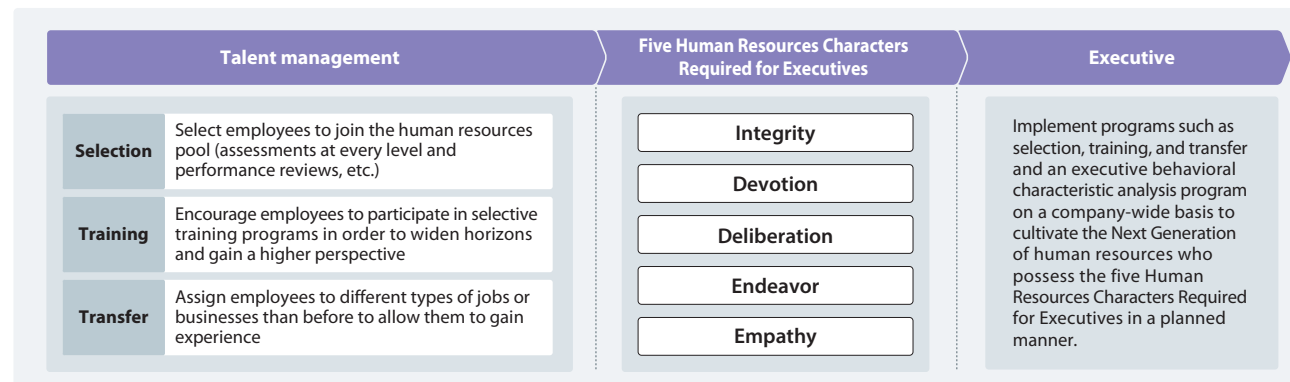 Talent management
Five Human Resources Characters
Required for Executives
Executive
Selection
Select employees to join the human resources
pool (assessments at every level and
performance reviews, etc.)
Training
Encourage employees to participate in selective
training programs in order to widen horizons
and gain a higher perspective
Transfer
Assign employees to different types of jobs or
businesses than before to allow them to gain
experience
Integrity
Devotion
Deliberation
Endeavor
Empathy
Implement programs such as
selection, training, and transfer
and an executive behavioral
characteristic analysis program
on a company-wide basis to
cultivate the Next Generation
of human resources who
possess the five Human
Resources Characters Required
for Executives in a planned
manner.